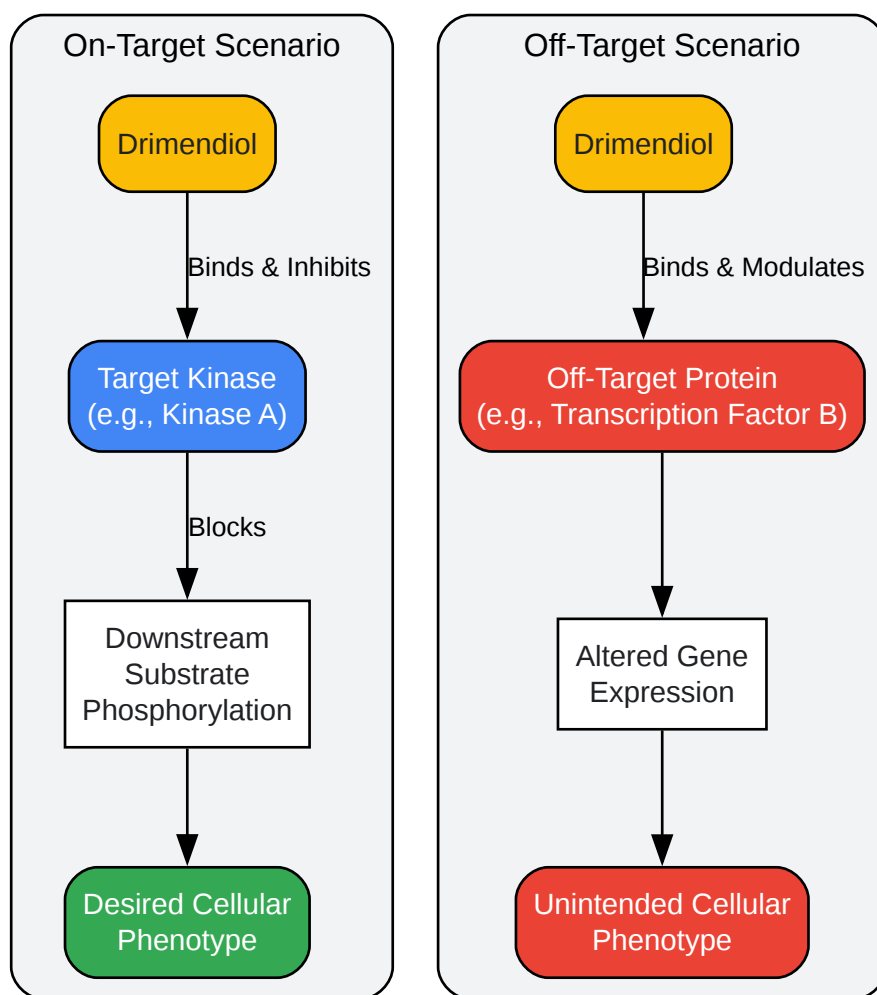 On-Target Scenario
Drimendiol
Binds & Inhibits
Target Kinase
(e.g., Kinase A)
Blocks
Downstream
Substrate
Phosphorylation
Desired Cellular
Phenotype
Off-Target Scenario
Drimendiol
Binds & Modulates
Off-Target Protein
(e.g., Transcription Factor B)
Altered Gene
Expression
Unintended Cellular
Phenotype